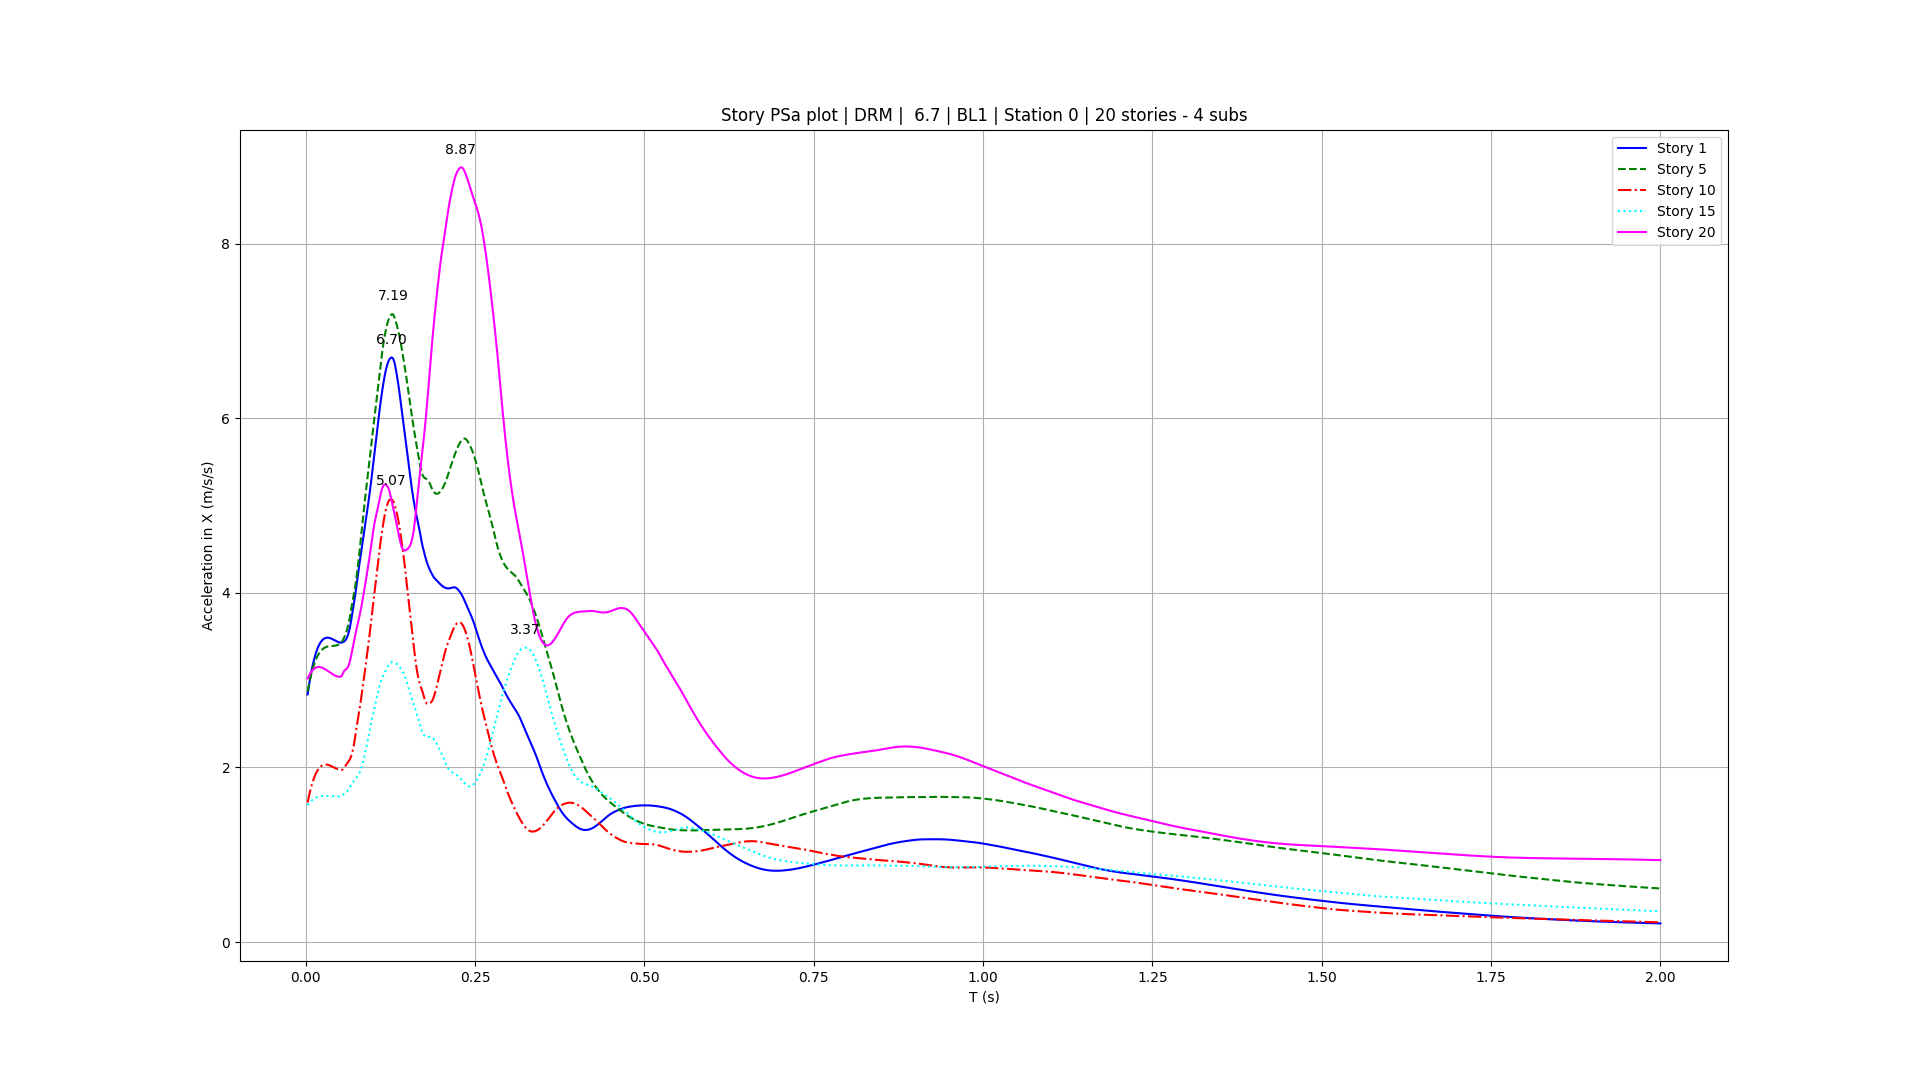 Story PSa plot | DRM |  6.7 | BL1 | Station 0 | 20 stories - 4 subs
8.87
7.19
6.70
5.07
3.37
Story 1
Story 5
Story 10
Story 15
Story 20
Acceleration in X (m/s/s)
8
6
4
2
0
0.00 0.25 0.50 0.75 1.00 1.25 1.50 1.75 2.00
T (s)